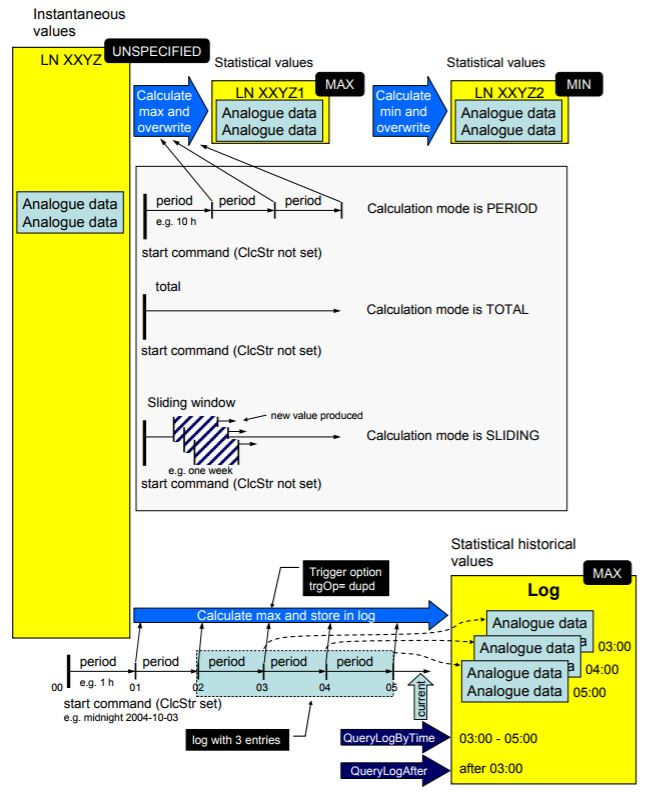 Instantaneous
values
LN XXYZ
UNSPECIFIED
Statistical values
Statistical values
Calculate
max and
overwrite
LN XXYZ1
MAX
Analogue data
Analogue data
Calculate
min and
overwrite
LN XXYZ2
MIN
Analogue data
Analogue data
Analogue data
Analogue data
period
period
period
e.g. 10 h
Calculation mode is PERIOD
start command (ClcStr not set)
total
Calculation mode is TOTAL
start command (ClcStr not set)
Sliding window
new value produced
Calculation mode is SLIDING
e.g. one week
start command (ClcStr not set)
Statistical historical
values
MAX
Trigger option
trgOp= dupd
Log
Calculate max and store in log
Analogue data
a
03:00
Analogue data
a
04:00
Analogue data
Analogue data
05:00
period
period
period
period
period
e.g. 1 h
00
01
02
03
04
05
current
start command (ClcStr set)
e.g. midnight 2004-10-03
log with 3 entries
QueryLogByTime
03:00 - 05:00
QueryLogAfter
after 03:00